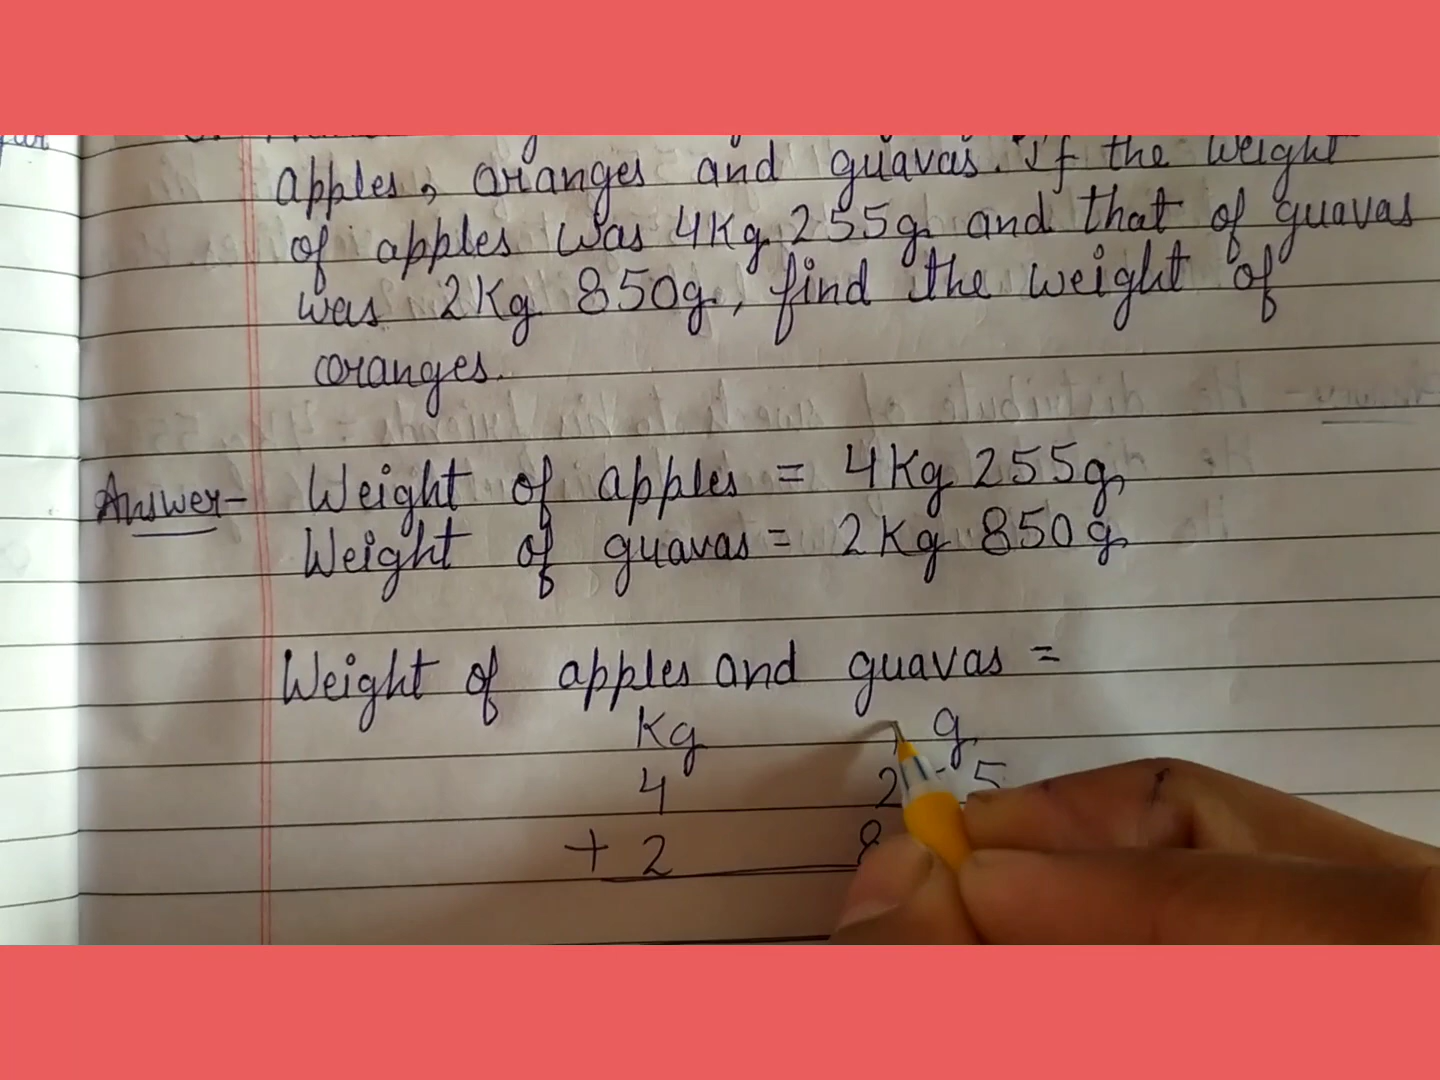 apples, oranges and guavas. If the weight
of apples was 4Kg 255g and that of guavas
was 2Kg 850g, find the weight of
oranges.
Answer- Weight of apples = 4Kg 255g,
Weight of guavas = 2Kg 850g,
Weight of apples and guavas =
Kg g
4 2 5
+ 2 8